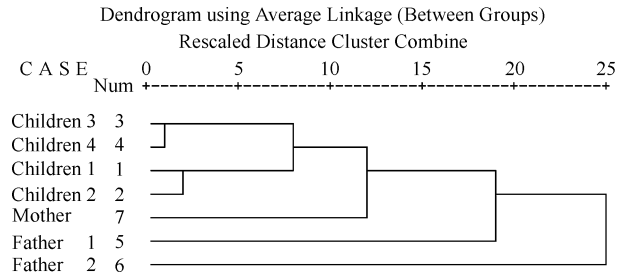 Dendrogram using Average Linkage (Between Groups)
Rescaled Distance Cluster Combine
C A S E 0 5 10 15 20 25
Num
Children 3 3
Children 4 4
Children 1 1
Children 2 2
Mother 7
Father 1 5
Father 2 6